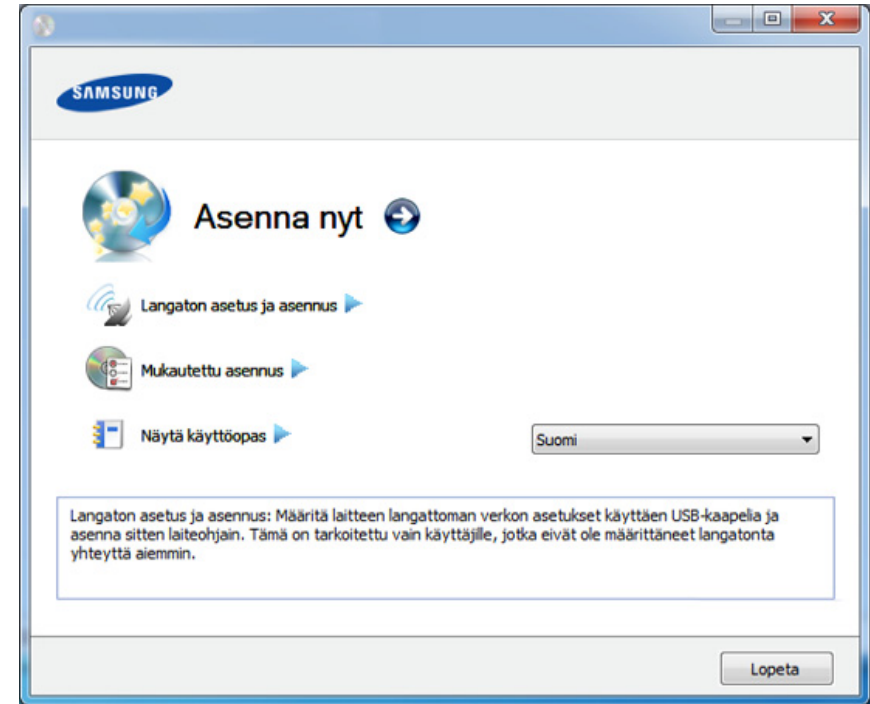 SAMSUNG
Asenna nyt
Langaton asetus ja asennus
Mukautettu asennus
Näytä käyttöopas
Suomi
Langaton asetus ja asennus: Määritä laitteen langattoman verkon asetukset käyttäen USB-kaapelia ja
asenna sitten laiteohjain. Tämä on tarkoitettu vain käyttäjille, jotka eivät ole määrittäneet langatonta
yhteyttä aiemmin.
Lopeta